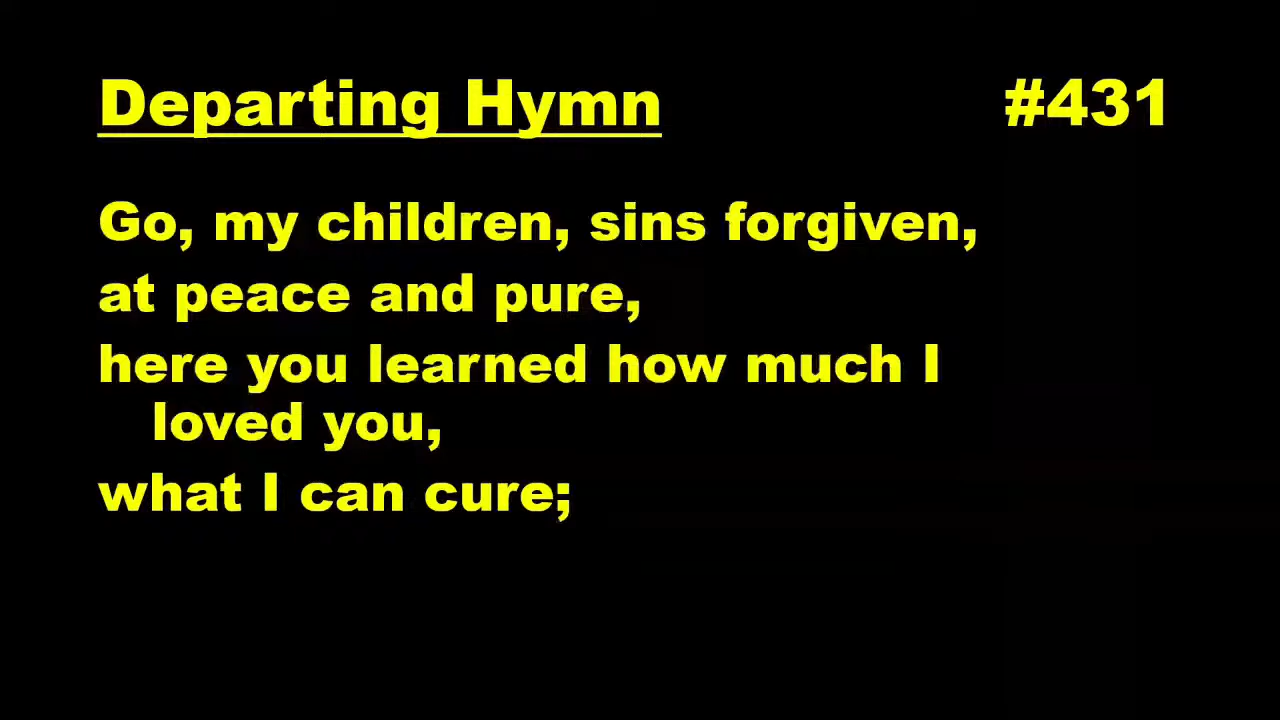 Departing Hymn #431
Go, my children, sins forgiven,
at peace and pure,
here you learned how much I
loved you,
what I can cure;